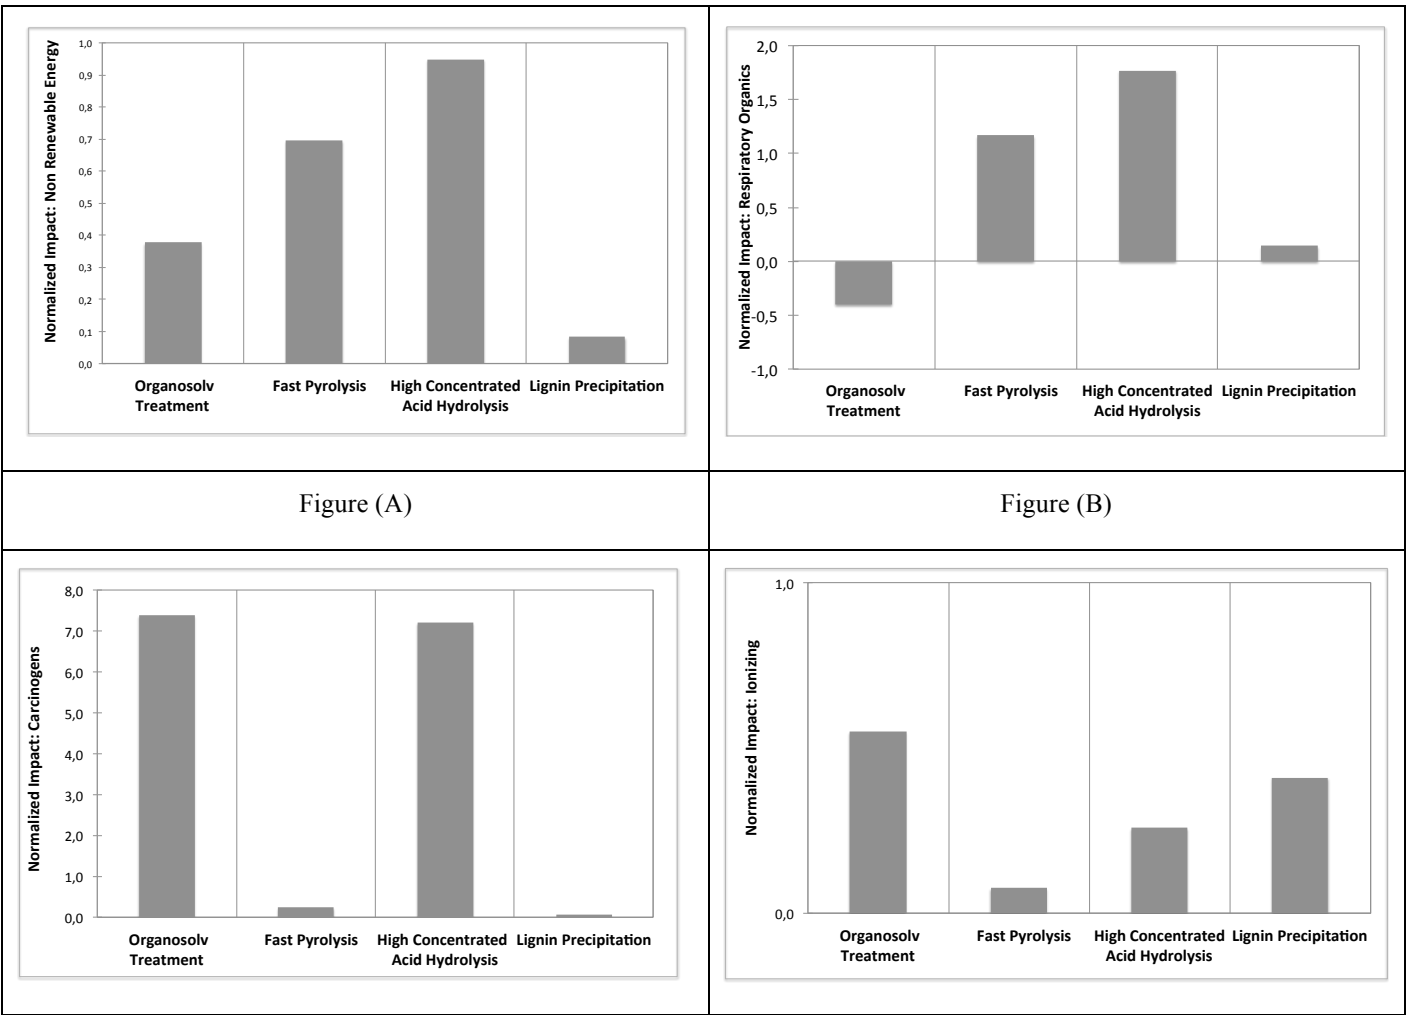 Normalized Impact: Non Renewable Energy
1,0
0,9
0,8
0,7
0,6
0,5
0,4
0,3
0,2
0,1
0,0
Organosolv
Treatment
Fast Pyrolysis
High Concentrated
Acid Hydrolysis
Lignin Precipitation
Normalized Impact: Respiratory Organics
2,0
1,5
1,0
0,5
0,0
-0,5
-1,0
Organosolv
Treatment
Fast Pyrolysis
High Concentrated
Acid Hydrolysis
Lignin Precipitation
Figure (A)
Figure (B)
Normalized Impact: Carcinogens
8,0
7,0
6,0
5,0
4,0
3,0
2,0
1,0
0,0
Organosolv
Treatment
Fast Pyrolysis
High Concentrated
Acid Hydrolysis
Lignin Precipitation
Normalized Impact: Ionizing
1,0
0,0
Organosolv
Treatment
Fast Pyrolysis
High Concentrated
Acid Hydrolysis
Lignin Precipitation